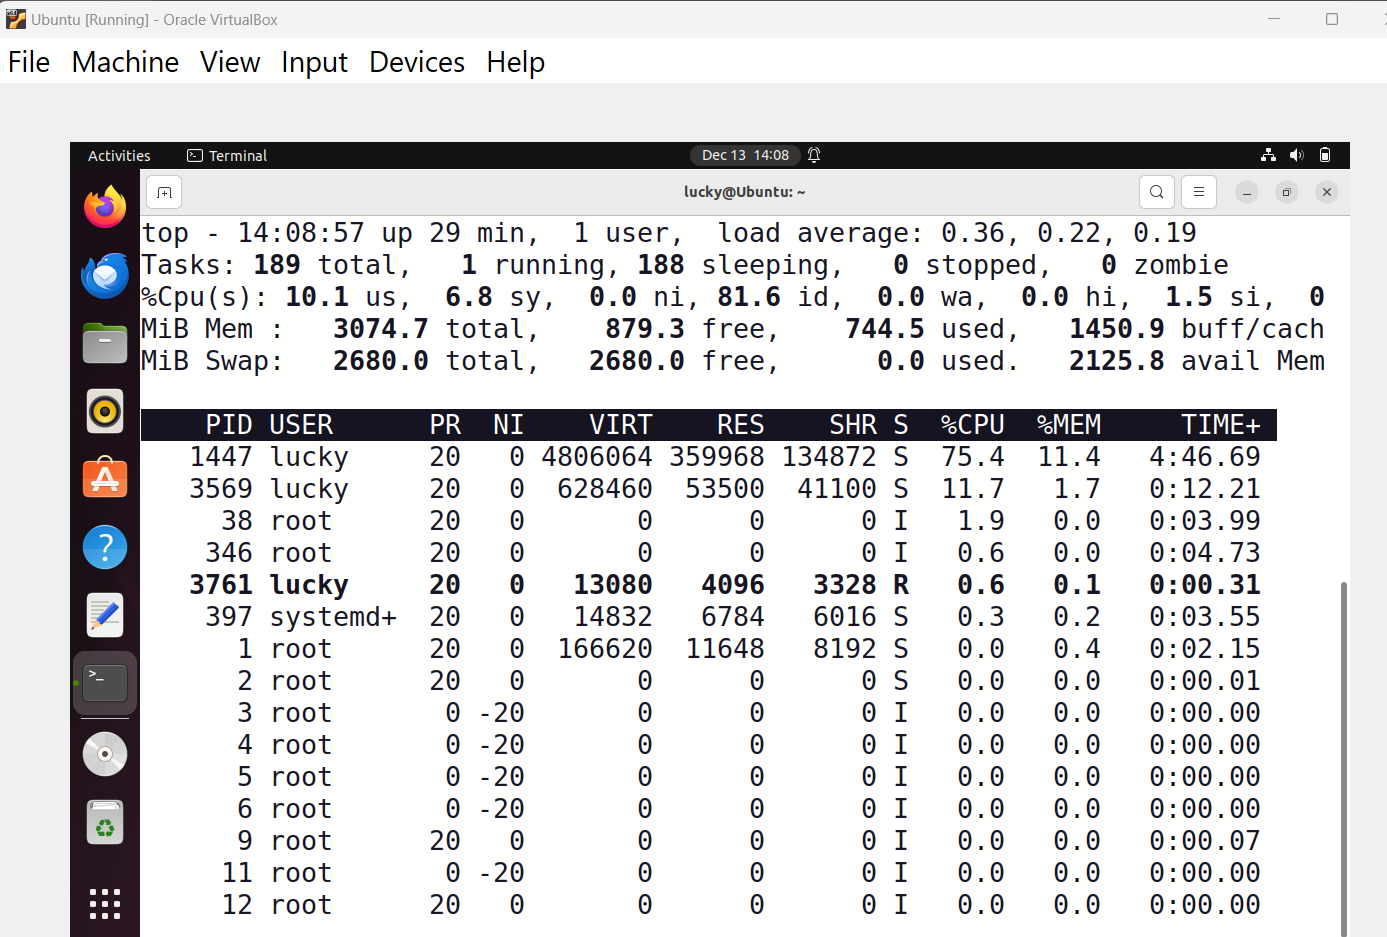 Ubuntu [Running] - Oracle VirtualBox
File Machine View Input Devices Help
Activities Terminal Dec 13 14:08
lucky@Ubuntu: ~
top - 14:08:57 up 29 min,  1 user,  load average: 0.36, 0.22, 0.19
Tasks: 189 total,   1 running, 188 sleeping,   0 stopped,   0 zombie
%Cpu(s): 10.1 us,  6.8 sy,  0.0 ni, 81.6 id,  0.0 wa,  0.0 hi,  1.5 si,  0
MiB Mem :   3074.7 total,    879.3 free,    744.5 used,   1450.9 buff/cach
MiB Swap:   2680.0 total,   2680.0 free,      0.0 used.   2125.8 avail Mem
PID USER      PR  NI    VIRT    RES    SHR S  %CPU  %MEM     TIME+
1447 lucky     20   0 4806064 359968 134872 S  75.4  11.4   4:46.69
3569 lucky     20   0  628460  53500  41100 S  11.7   1.7   0:12.21
38 root      20   0       0      0      0 I   1.9   0.0   0:03.99
346 root      20   0       0      0      0 I   0.6   0.0   0:04.73
3761 lucky     20   0   13080   4096   3328 R   0.6   0.1   0:00.31
397 systemd+  20   0   14832   6784   6016 S   0.3   0.2   0:03.55
1 root      20   0  166620  11648   8192 S   0.0   0.4   0:02.15
2 root      20   0       0      0      0 S   0.0   0.0   0:00.01
3 root       0 -20       0      0      0 I   0.0   0.0   0:00.00
4 root       0 -20       0      0      0 I   0.0   0.0   0:00.00
5 root       0 -20       0      0      0 I   0.0   0.0   0:00.00
6 root       0 -20       0      0      0 I   0.0   0.0   0:00.00
9 root      20   0       0      0      0 I   0.0   0.0   0:00.07
11 root       0 -20       0      0      0 I   0.0   0.0   0:00.00
12 root      20   0       0      0      0 I   0.0   0.0   0:00.00